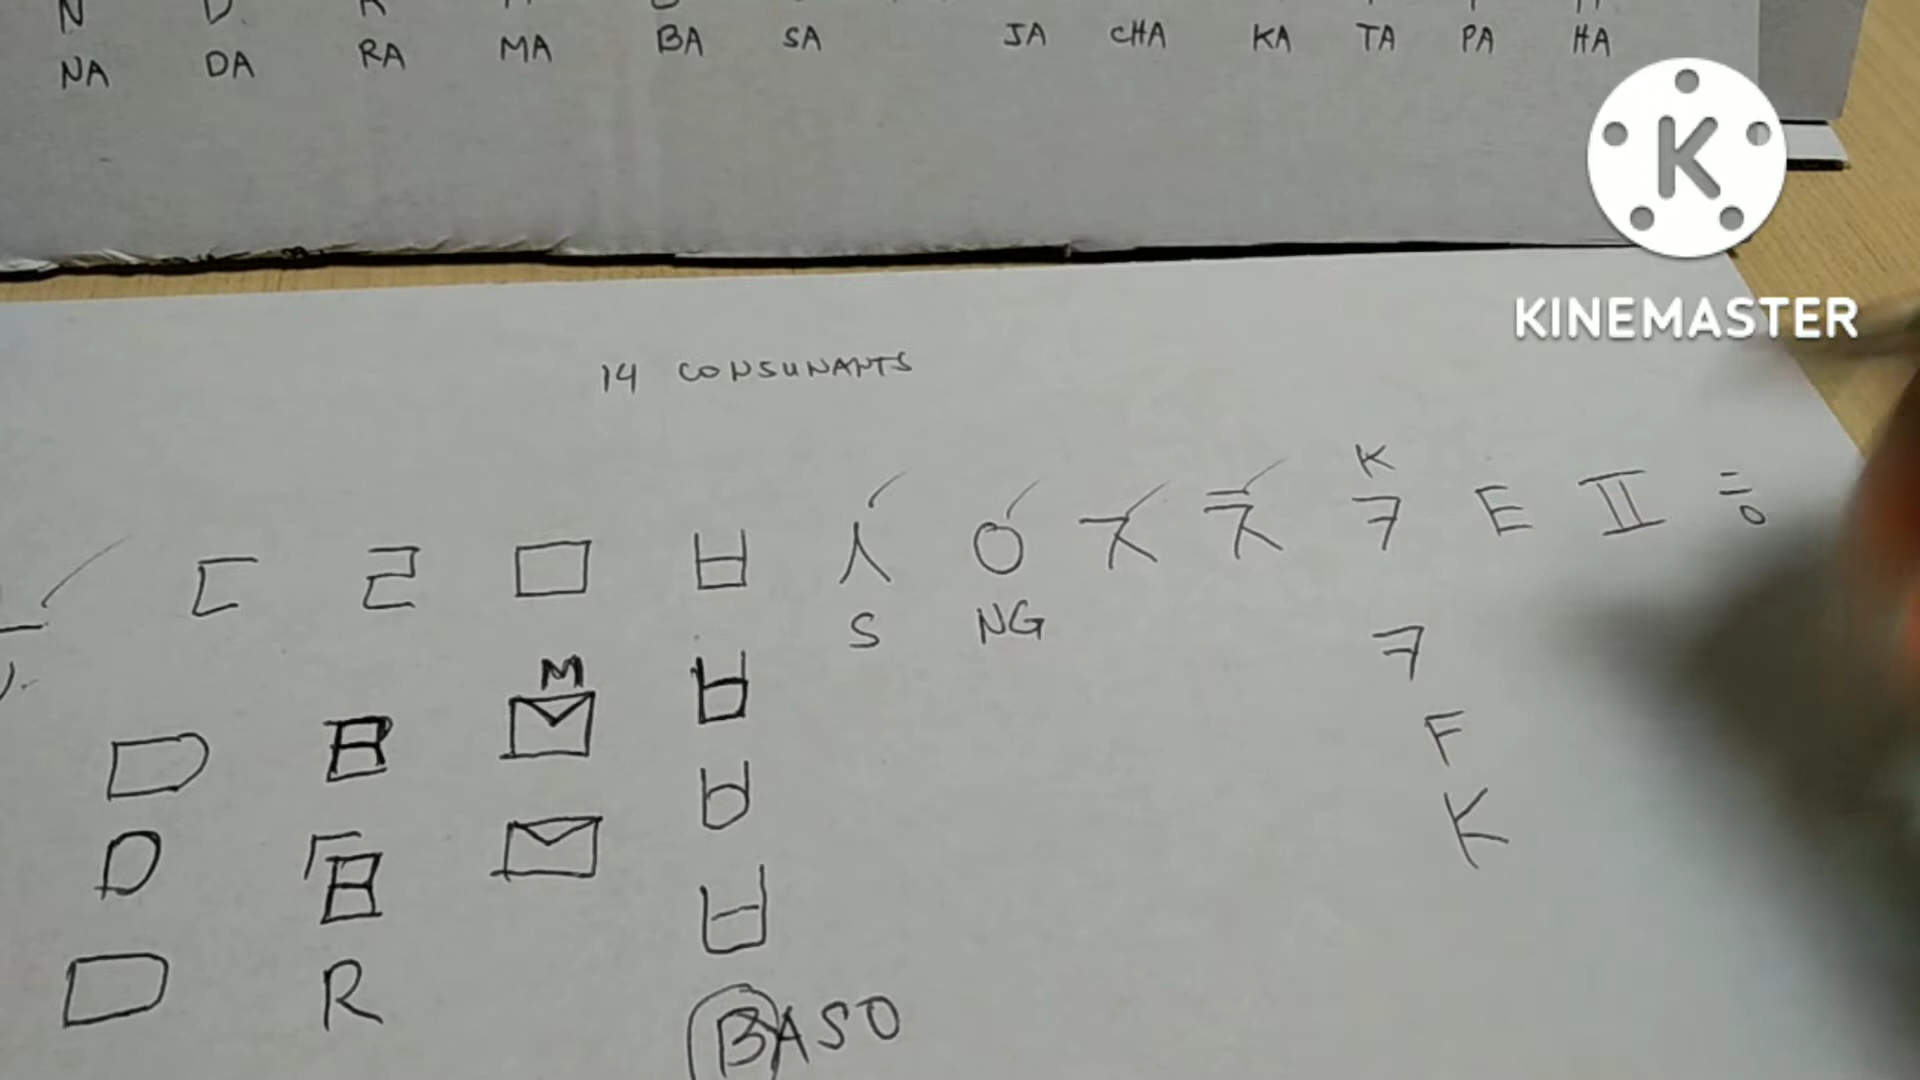 NA DA RA MA BA SA JA CHA KA TA PA HA
K
KINEMASTER
14 CONSUNANTS
K
ㄷ ㄹ ㅁ ㅂ ㅅ ㅇ ㅈ ㅊ ㅋ ㅌ ㅍ ㅎ
S NG
M ㅂ ㅋ
F
K
D
R
BASO